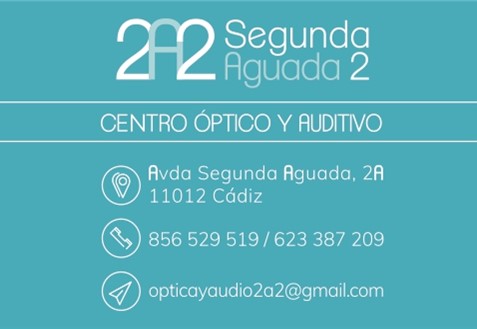 2A2 Segunda
Aguada 2
CENTRO ÓPTICO Y AUDITIVO
Avda Segunda Aguada, 2A
11012 Cádiz
856 529 519 / 623 387 209
opticayaudio2a2@gmail.com